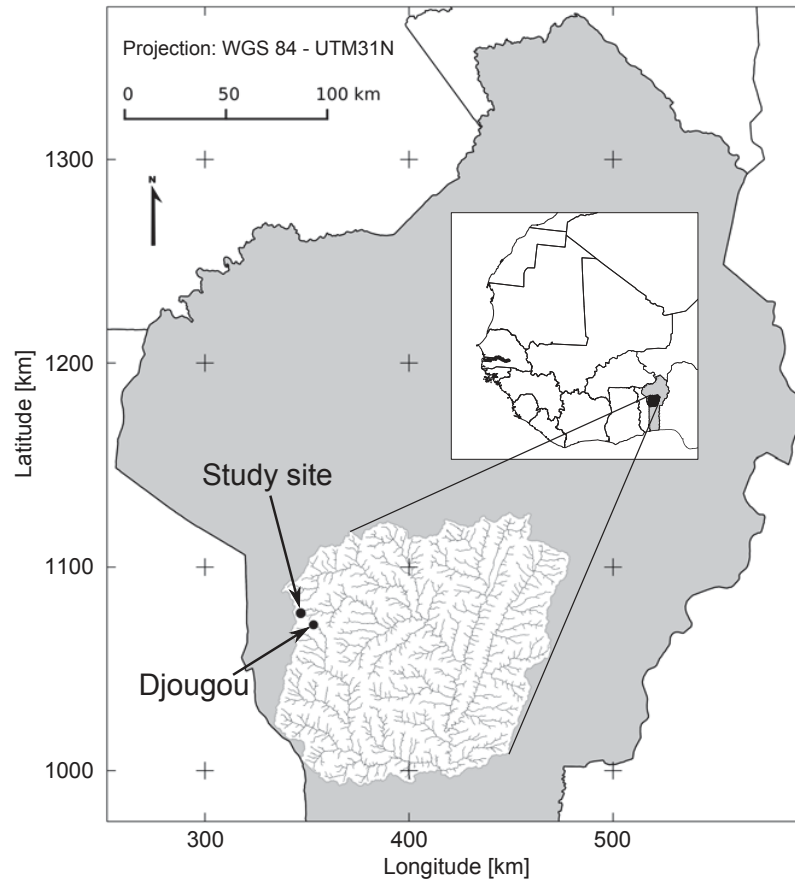 Projection: WGS 84 - UTM31N
0 50 100 km
1300
N
1200
Latitude [km]
Study site
1100
Djougou
1000
300 400 500
Longitude [km]